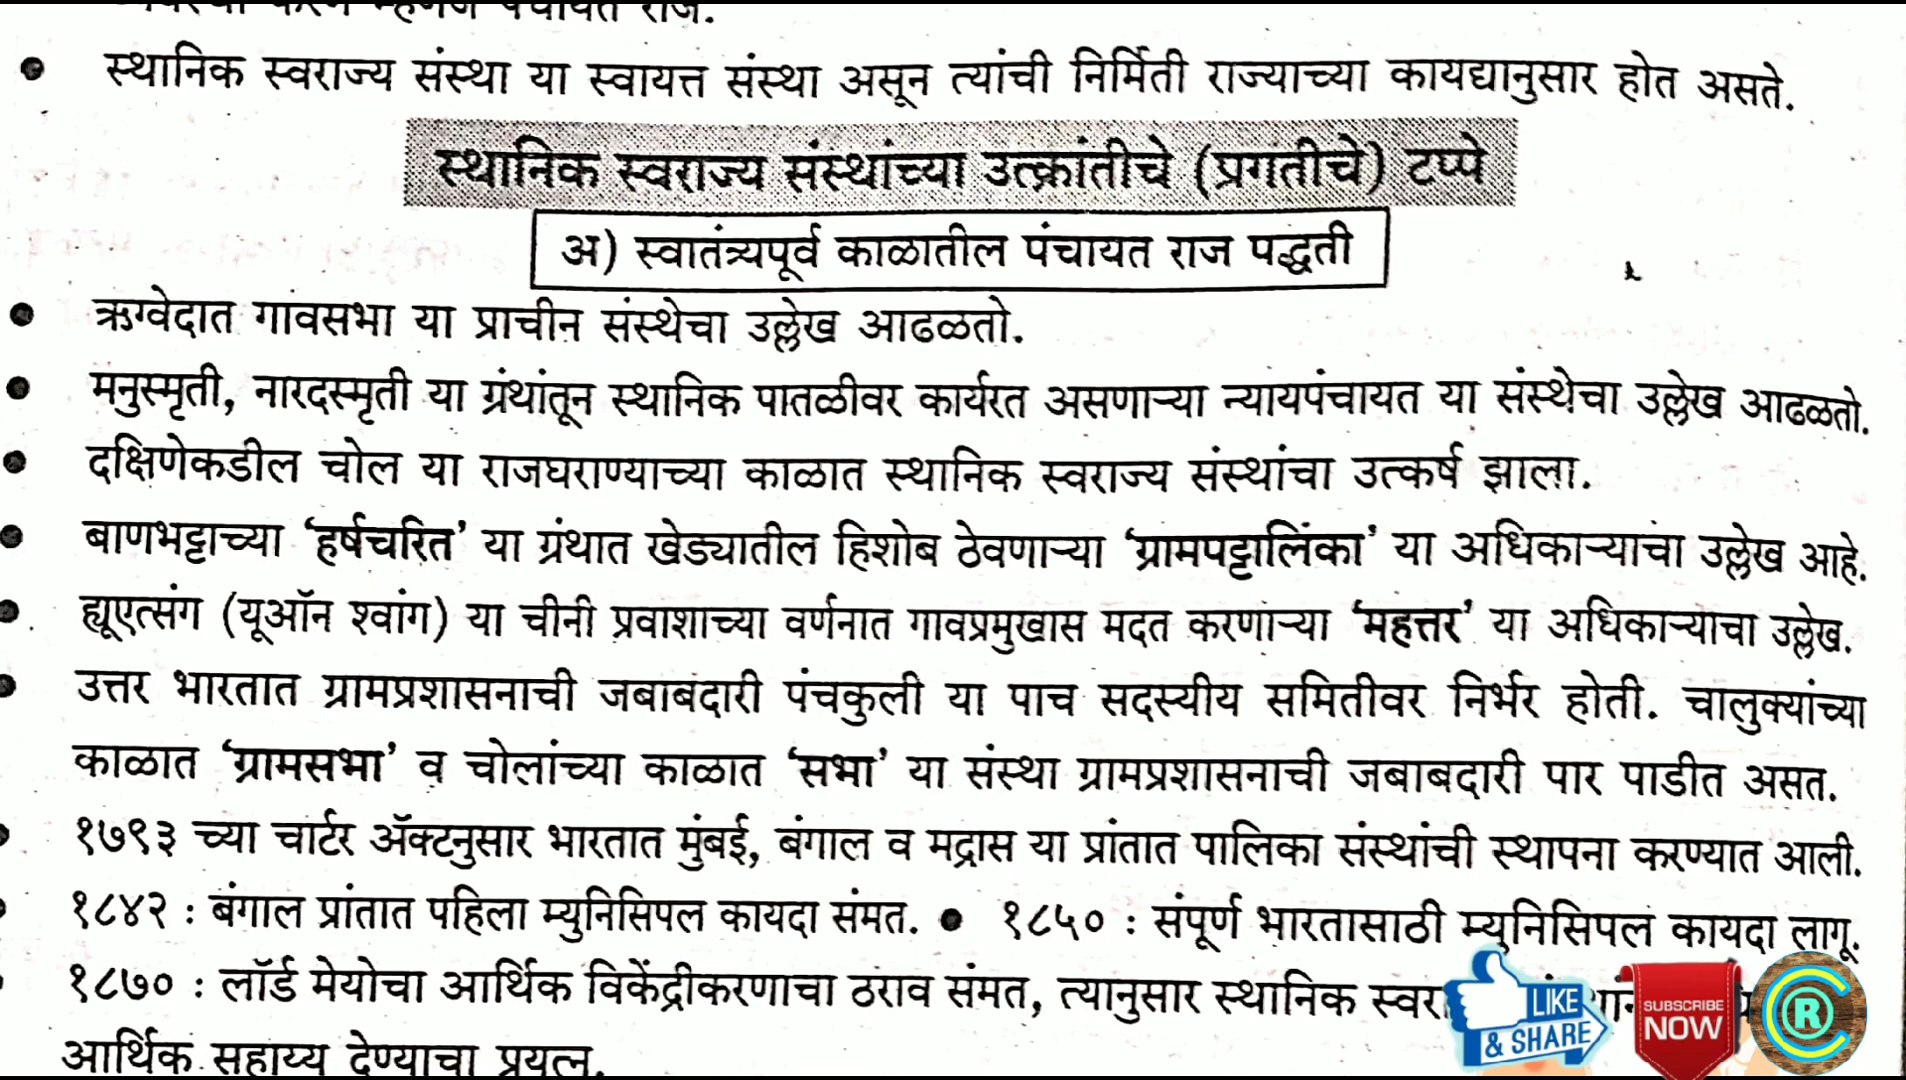 पंचायत राज.
स्थानिक स्वराज्य संस्था या स्वायत्त संस्था असून त्यांची निर्मिती राज्याच्या कायद्यानुसार होत असते.
स्थानिक स्वराज्य संस्थांच्या उत्क्रांतीचे (प्रगतीचे) टप्पे
अ) स्वातंत्र्यपूर्व काळातील पंचायत राज पद्धती
ऋग्वेदात गावसभा या प्राचीन संस्थेचा उल्लेख आढळतो.
मनुस्मृती, नारदस्मृती या ग्रंथांतून स्थानिक पातळीवर कार्यरत असणाऱ्या न्यायपंचायत या संस्थेचा उल्लेख आढळतो.
दक्षिणेकडील चोल या राजघराण्याच्या काळात स्थानिक स्वराज्य संस्थांचा उत्कर्ष झाला.
बाणभट्टाच्या 'हर्षचरित' या ग्रंथात खेड्यातील हिशोब ठेवणाऱ्या 'ग्रामपट्टालिंका' या अधिकाऱ्याचा उल्लेख आहे.
ह्यूएत्संग (यूऑन श्वांग) या चीनी प्रवाशाच्या वर्णनात गावप्रमुखास मदत करणाऱ्या 'महत्तर' या अधिकाऱ्याचा उल्लेख.
उत्तर भारतात ग्रामप्रशासनाची जबाबदारी पंचकुली या पाच सदस्यीय समितीवर निर्भर होती. चालुक्यांच्या
काळात 'ग्रामसभा' व चोलांच्या काळात 'सभा' या संस्था ग्रामप्रशासनाची जबाबदारी पार पाडीत असत.
१७९३ च्या चार्टर ॲक्टनुसार भारतात मुंबई, बंगाल व मद्रास या प्रांतात पालिका संस्थांची स्थापना करण्यात आली.
१८४२ : बंगाल प्रांतात पहिला म्युनिसिपल कायदा संमत. ● १८५० : संपूर्ण भारतासाठी म्युनिसिपल कायदा लागू.
१८७० : लॉर्ड मेयोचा आर्थिक विकेंद्रीकरणाचा ठराव संमत, त्यानुसार स्थानिक
आर्थिक सहाय्य देण्याचा प्रयत्न.
LIKE
& SHARE
SUBSCRIBE
NOW
R